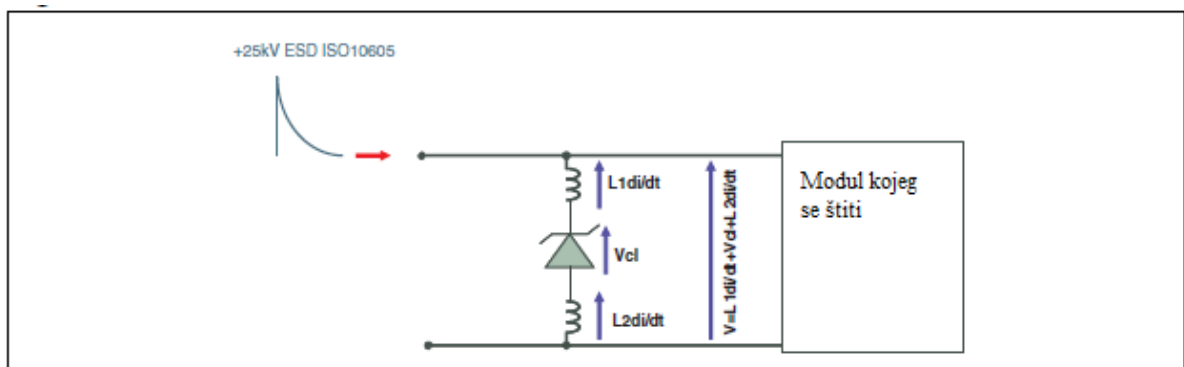 +25kV ESD ISO10605
L1di/dt
Vcl
L2di/dt
V=L1di/dt+Vcl+L2di/dt
Modul kojeg
se štiti